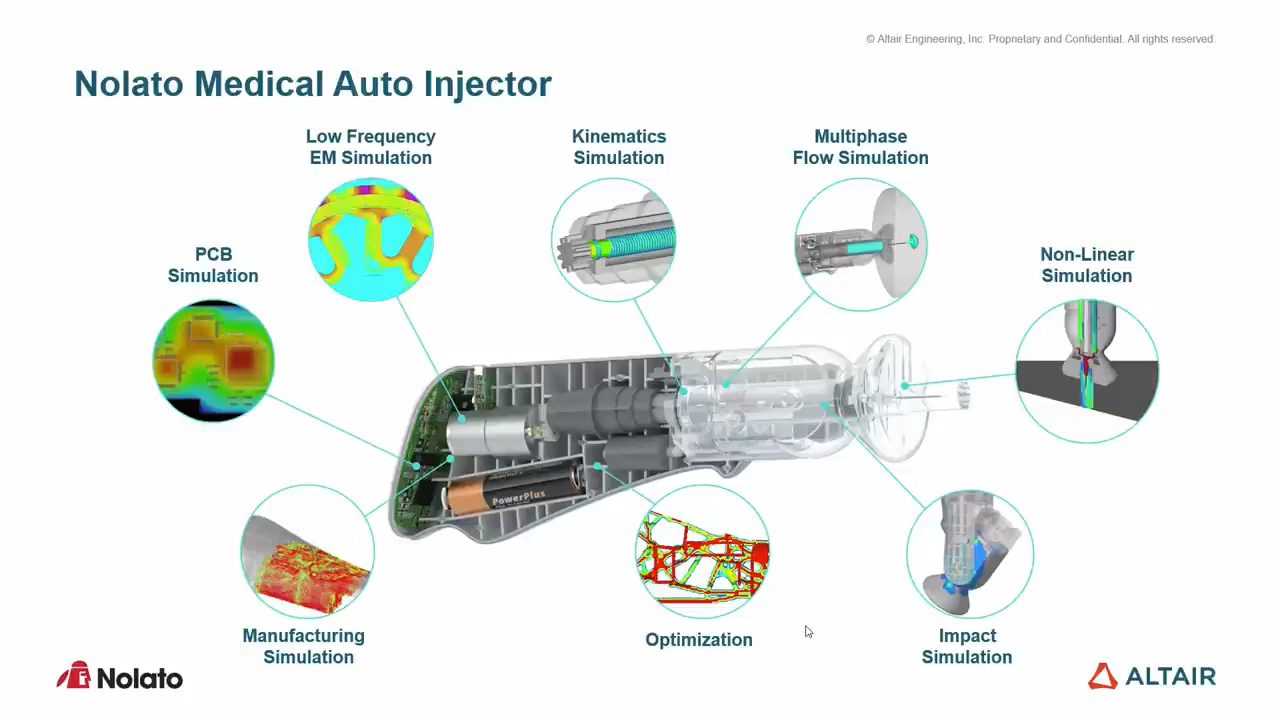 © Altair Engineering, Inc. Proprietary and Confidential. All rights reserved.
Nolato Medical Auto Injector
Low Frequency
EM Simulation
Kinematics
Simulation
Multiphase
Flow Simulation
PCB
Simulation
Non-Linear
Simulation
PowerPlus
Manufacturing
Simulation
Optimization
Impact
Simulation
Nolato
ALTAIR